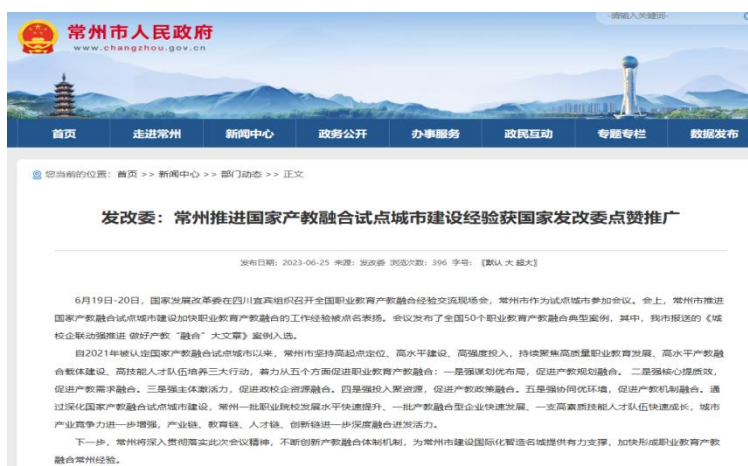 请输入关键词
常州市人民政府
www.changzhou.gov.cn
首页 走进常州 新闻中心 政务公开 办事服务 政民互动 专题专栏 数据发布
您当前的位置：首页 >> 新闻中心 >> 部门动态 >> 正文
发改委：常州推进国家产教融合试点城市建设经验获国家发改委点赞推广
发布日期：2023-06-25 来源：发改委 浏览次数：396 字号：〖默认 大 超大〗
6月19日-20日，国家发展改革委在四川宜宾组织召开全国职业教育产教融合经验交流现场会，常州市作为试点城市参加会议。会上，常州市推进
国家产教融合试点城市建设加快职业教育产教融合的工作经验被点名表扬。会议发布了全国50个职业教育产教融合典型案例，其中，我市报送的《城
校企联动强推进 做好产教“融合”大文章》案例入选。
自2021年被认定国家产教融合试点城市以来，常州市坚持高起点定位、高水平建设、高强度投入，持续聚焦高质量职业教育发展、高水平产教融
合载体建设、高技能人才队伍培养三大行动，着力从五个方面促进职业教育产教融合：一是强谋划优布局，促进产教规划融合。二是强核心提质效，
促进产教需求融合。三是强主体激活力，促进政校企资源融合。四是强投入聚资源，促进产教政策融合。五是强协同优环境，促进产教机制融合。通
过深化国家产教融合试点城市建设，常州一批职业院校发展水平快速提升、一批产教融合型企业快速发展、一支高素质技能人才队伍快速成长，城市
产业竞争力进一步增强，产业链、教育链、人才链、创新链进一步深度融合迸发活力。
下一步，常州将深入贯彻落实此次会议精神，不断创新产教融合体制机制，为常州市建设国际化智造名城提供有力支撑，加快形成职业教育产教
融合常州经验。